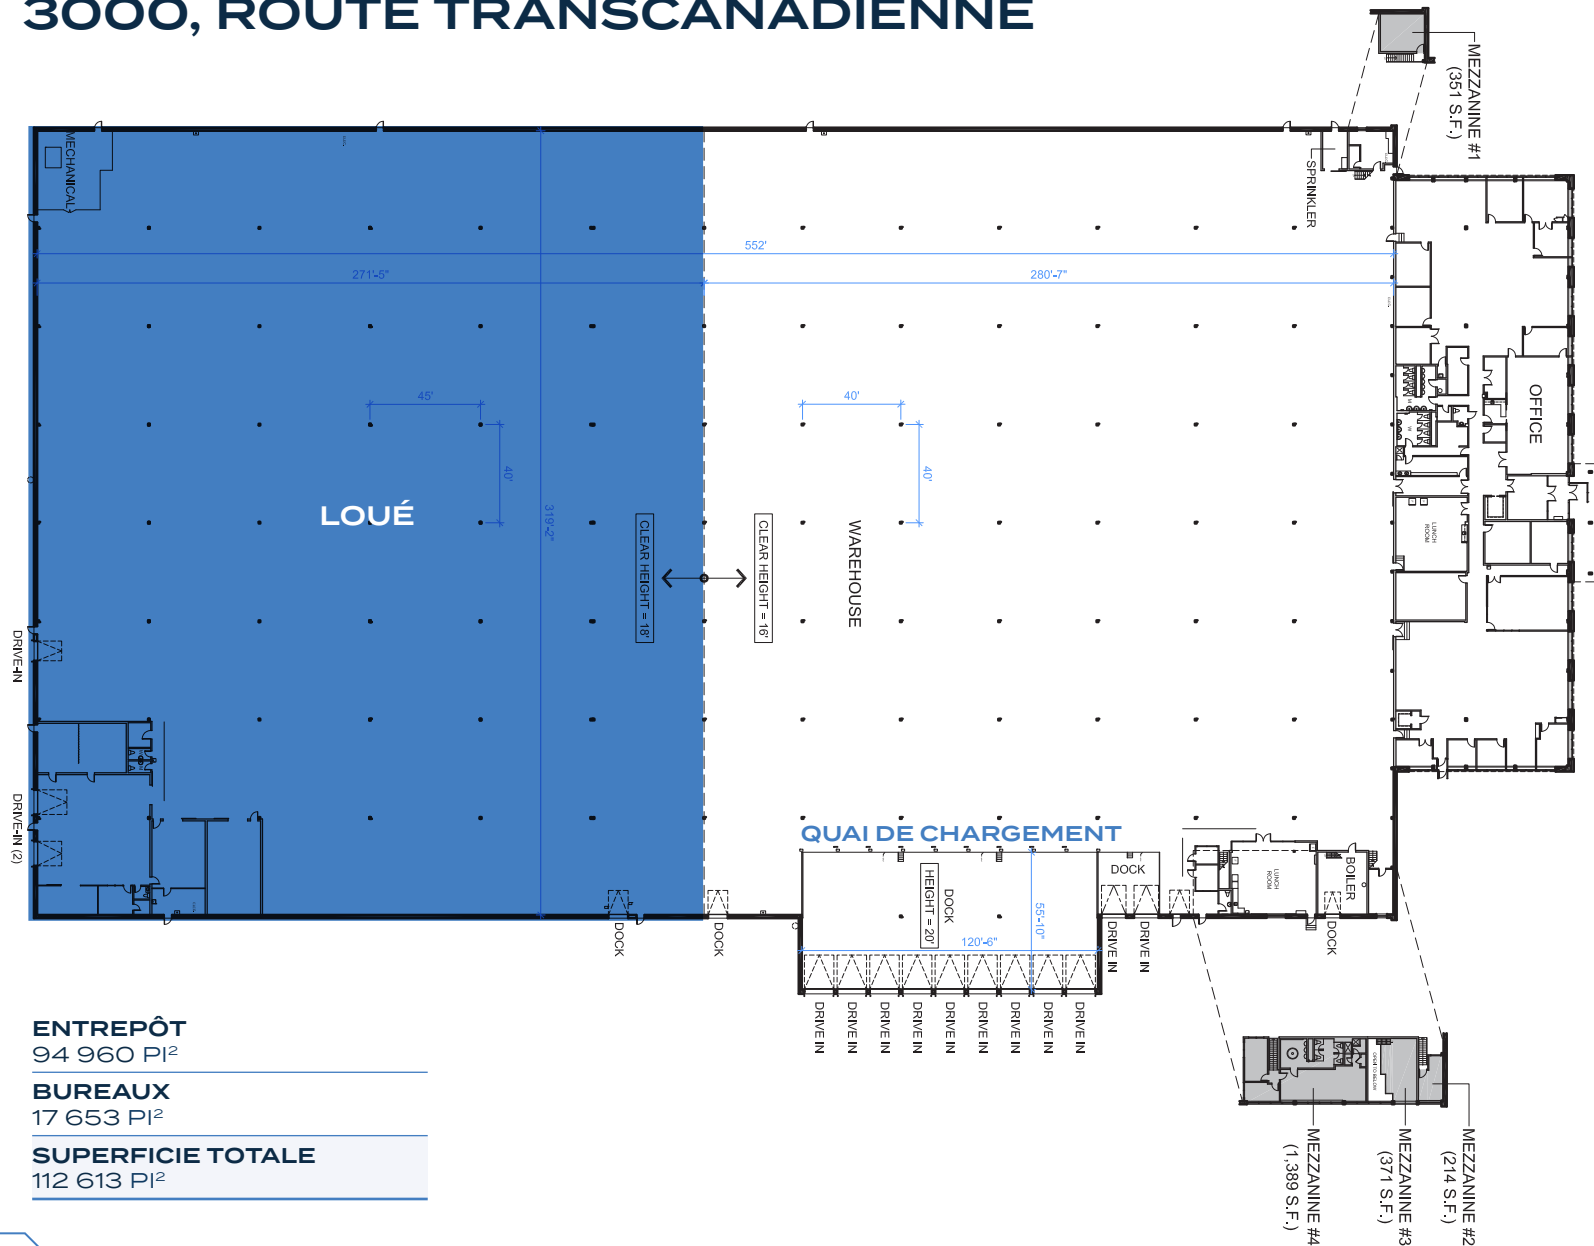 3000, ROUTE TRANSCANADIENNE
MEZZANINE #1
(351 S.F.)
MECHANICAL
SPRINKLER
552'
271'-5"
280'-7"
45'
40'
40'
40'
319'-2"
OFFICE
LOUÉ
CLEAR HEIGHT = 18'
CLEAR HEIGHT = 16'
WAREHOUSE
LUNCH
ROOM
DRIVE-IN
DRIVE-IN (2)
QUAI DE CHARGEMENT
DOCK
HEIGHT = 20'
55'-10"
120'-6"
DOCK
LUNCH
ROOM
BOILER
DOCK
DOCK
DRIVE IN
DRIVE IN
DOCK
DRIVE IN
DRIVE IN
DRIVE IN
DRIVE IN
DRIVE IN
DRIVE IN
DRIVE IN
DRIVE IN
DRIVE IN
OPEN TO BELOW
MEZZANINE #4
(1,389 S.F.)
MEZZANINE #3
(371 S.F.)
MEZZANINE #2
(214 S.F.)
ENTREPÔT
94 960 PI²
BUREAUX
17 653 PI²
SUPERFICIE TOTALE
112 613 PI²